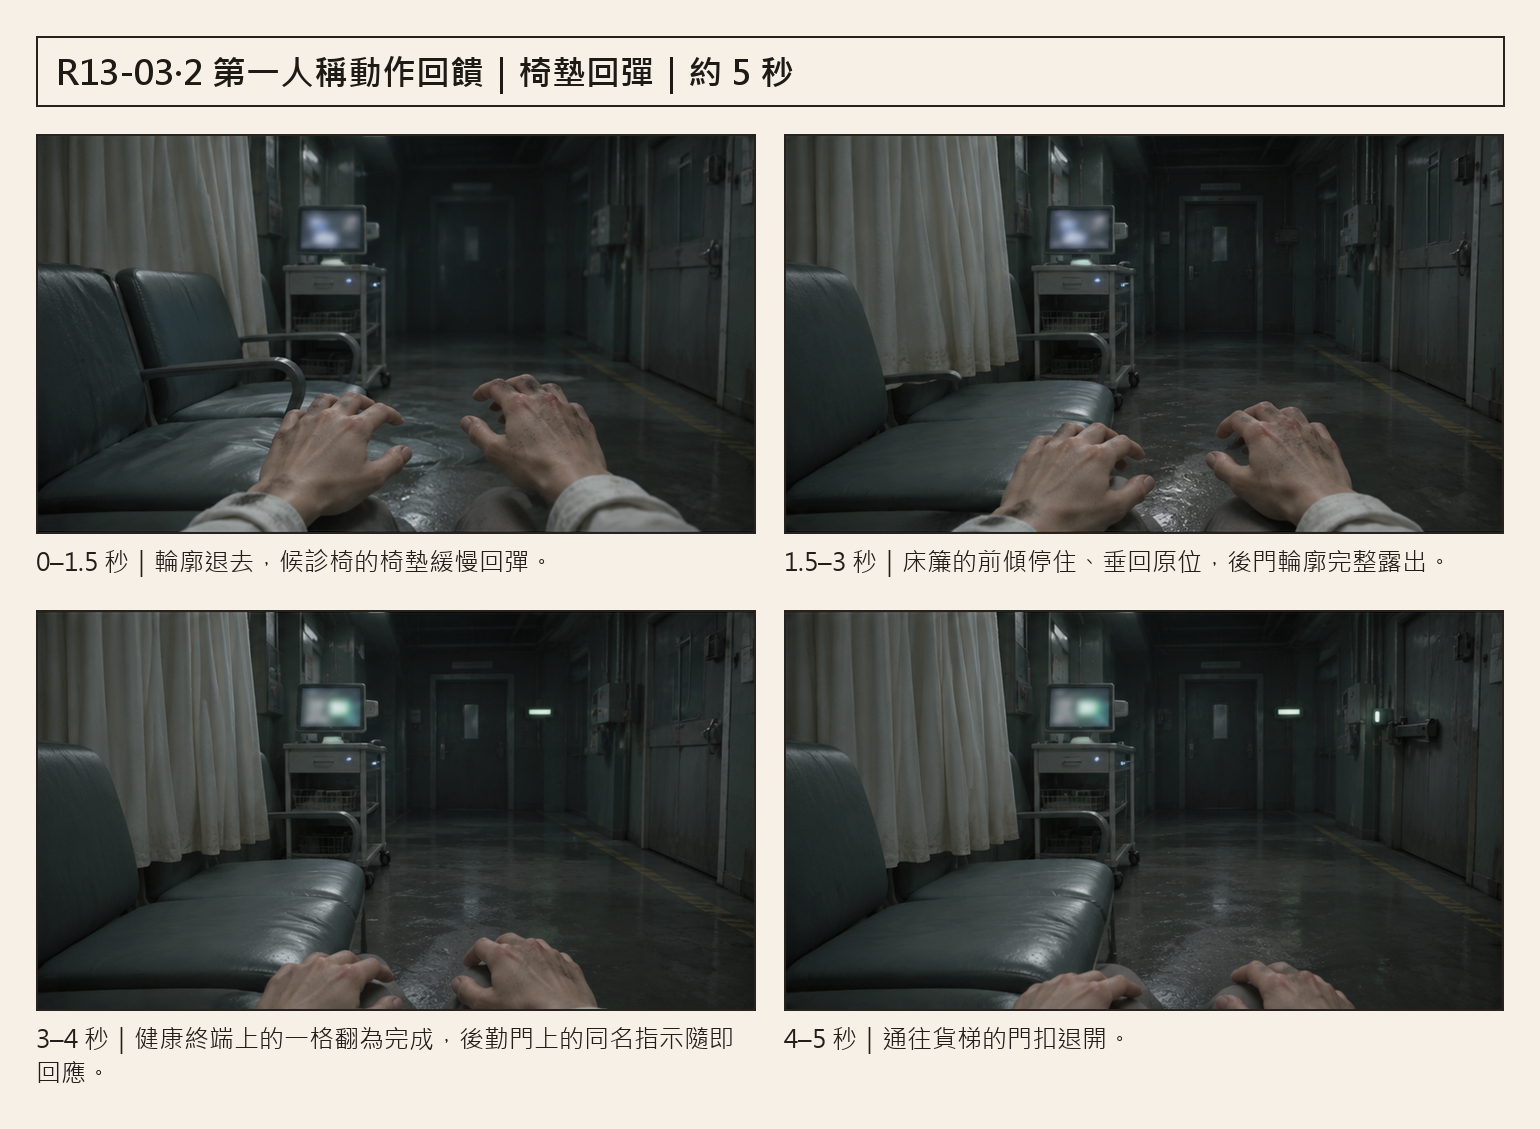 R13-03·2 第一人稱動作回饋｜椅墊回彈｜約 5 秒
0–1.5 秒｜輪廓退去，候診椅的椅墊緩慢回彈。
1.5–3 秒｜床簾的前傾停住、垂回原位，後門輪廓完整露出。
3–4 秒｜健康終端上的一格翻為完成，後勤門上的同名指示隨即
回應。
4–5 秒｜通往貨梯的門扣退開。